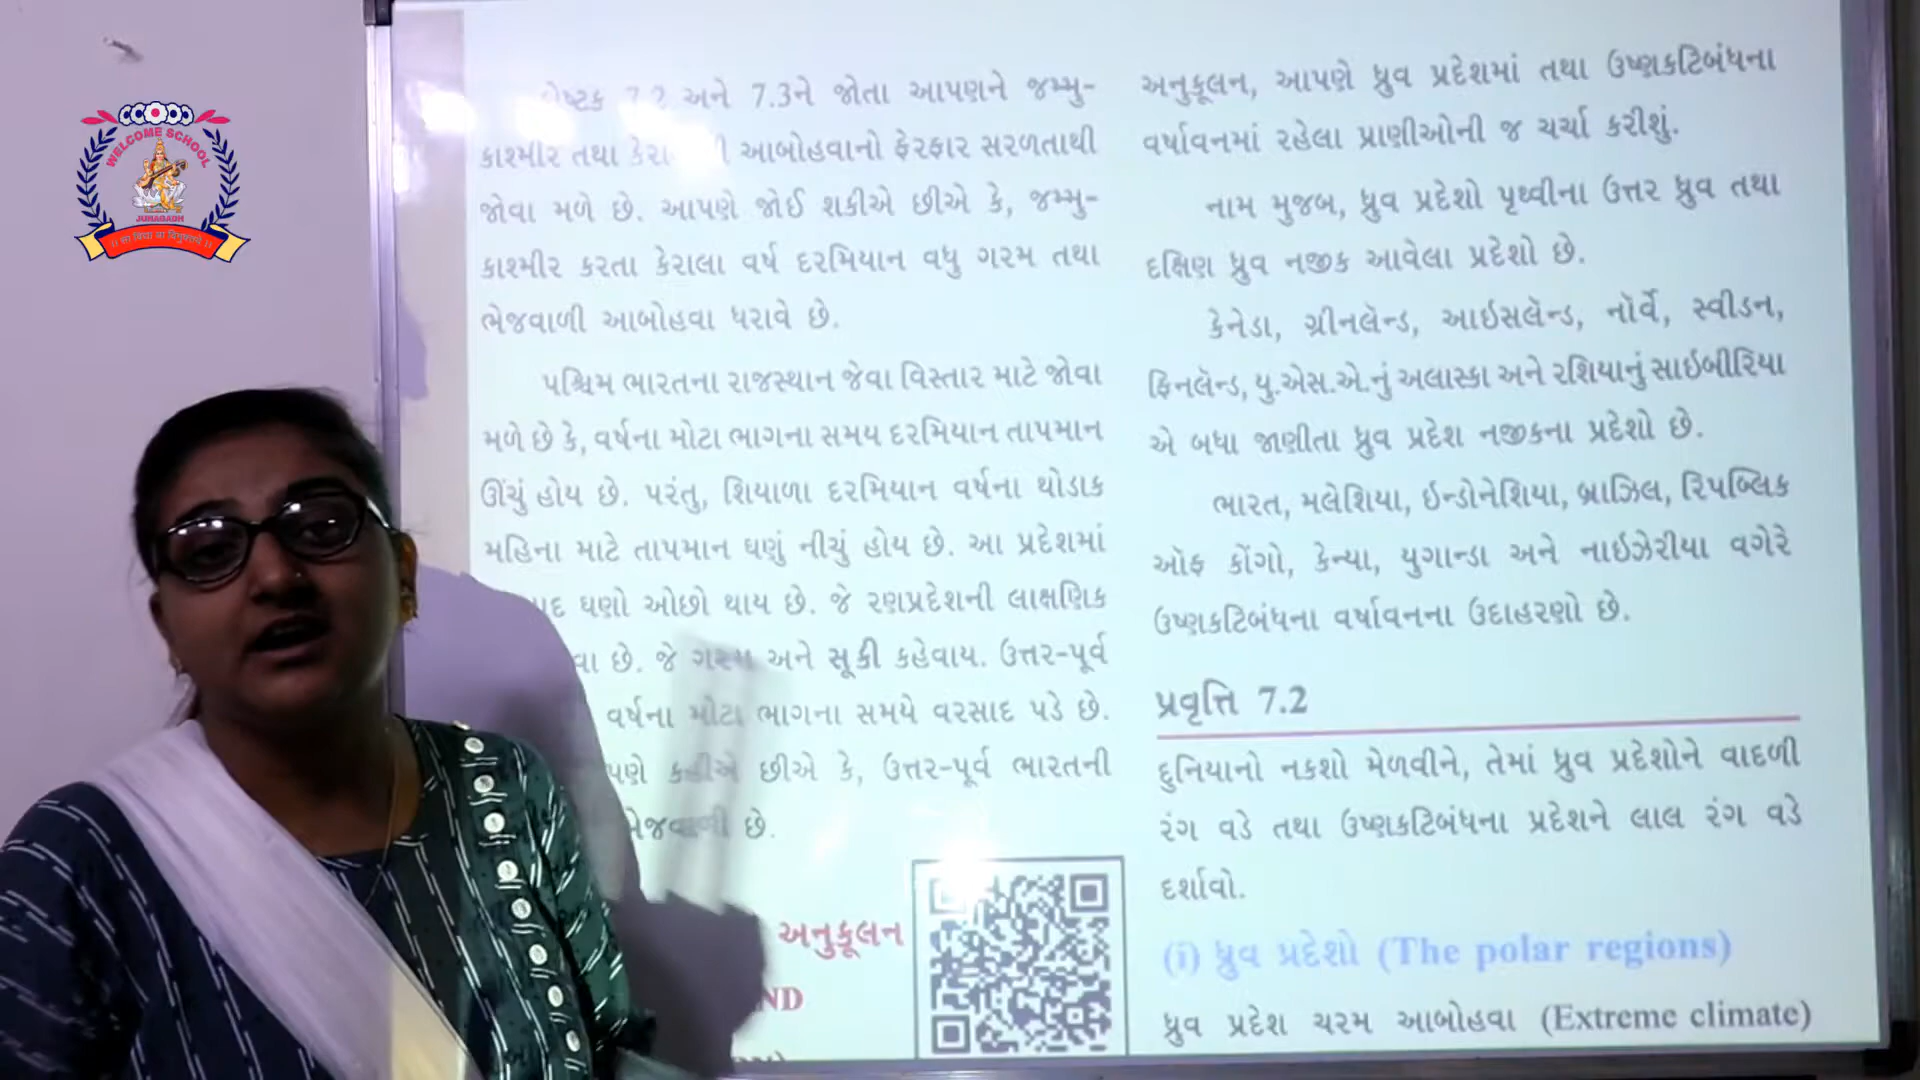 WELCOME SCHOOL
JUNAGADH
।। सा विद्या या विमुक्तये ।।
7.2 અને 7.3ને જોતા આપણને જમ્મુ-
કાશ્મીર તથા આબોહવાનો ફેરફાર સરળતાથી
જોવા મળે છે. આપણે જોઈ શકીએ છીએ કે, જમ્મુ-
કાશ્મીર કરતા કેરાલા વર્ષ દરમિયાન વધુ ગરમ તથા
ભેજવાળી આબોહવા ધરાવે છે.
પશ્ચિમ ભારતના રાજસ્થાન જેવા વિસ્તાર માટે જોવા
મળે છે કે, વર્ષના મોટા ભાગના સમય દરમિયાન તાપમાન
ઊંચું હોય છે. પરંતુ, શિયાળા દરમિયાન વર્ષના થોડાક
મહિના માટે તાપમાન ઘણું નીચું હોય છે. આ પ્રદેશમાં
ઘણો ઓછો થાય છે. જે રણપ્રદેશની લાક્ષણિક
છે. જે ગરમ અને સૂકી કહેવાય. ઉત્તર-પૂર્વ
વર્ષના મોટા ભાગના સમયે વરસાદ પડે છે.
કહીએ છીએ કે, ઉત્તર-પૂર્વ ભારતની
છે.
અનુકૂલન
અનુકૂલન, આપણે ધ્રુવ પ્રદેશમાં તથા ઉષ્ણકટિબંધના
વર્ષાવનમાં રહેલા પ્રાણીઓની જ ચર્ચા કરીશું.
નામ મુજબ, ધ્રુવ પ્રદેશો પૃથ્વીના ઉત્તર ધ્રુવ તથા
દક્ષિણ ધ્રુવ નજીક આવેલા પ્રદેશો છે.
કેનેડા, ગ્રીનલૅન્ડ, આઇસલૅન્ડ, નૉર્વે, સ્વીડન,
ફિનલૅન્ડ, યુ.એસ.એ.નું અલાસ્કા અને રશિયાનું સાઇબીરિયા
એ બધા જાણીતા ધ્રુવ પ્રદેશ નજીકના પ્રદેશો છે.
ભારત, મલેશિયા, ઈન્ડોનેશિયા, બ્રાઝિલ, રિપબ્લિક
ઑફ કોંગો, કેન્યા, યુગાન્ડા અને નાઇઝેરીયા વગેરે
ઉષ્ણકટિબંધના વર્ષાવનના ઉદાહરણો છે.
પ્રવૃત્તિ 7.2
દુનિયાનો નકશો મેળવીને, તેમાં ધ્રુવ પ્રદેશોને વાદળી
રંગ વડે તથા ઉષ્ણકટિબંધના પ્રદેશને લાલ રંગ વડે
દર્શાવો.
(i) ધ્રુવ પ્રદેશો (The polar regions)
ધ્રુવ પ્રદેશ ચરમ આબોહવા (Extreme climate)